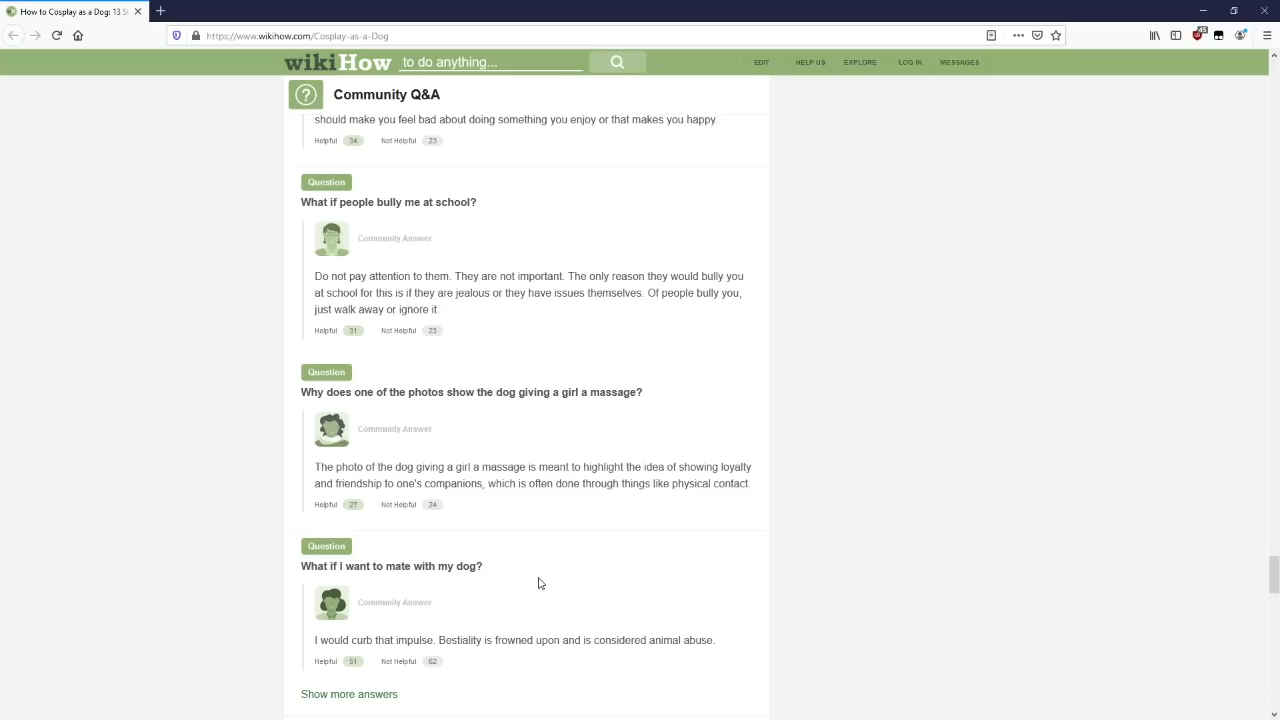 How to Cosplay as a Dog: 13 St
https://www.wikihow.com/Cosplay-as-a-Dog
wikiHow to do anything... EDIT HELP US EXPLORE LOG IN MESSAGES
Community Q&A
should make you feel bad about doing something you enjoy or that makes you happy.
Helpful 34 Not Helpful 23
Question
What if people bully me at school?
Community Answer
Do not pay attention to them. They are not important. The only reason they would bully you
at school for this is if they are jealous or they have issues themselves. Of people bully you,
just walk away or ignore it.
Helpful 31 Not Helpful 23
Question
Why does one of the photos show the dog giving a girl a massage?
Community Answer
The photo of the dog giving a girl a massage is meant to highlight the idea of showing loyalty
and friendship to one's companions, which is often done through things like physical contact.
Helpful 27 Not Helpful 24
Question
What if I want to mate with my dog?
Community Answer
I would curb that impulse. Bestiality is frowned upon and is considered animal abuse.
Helpful 51 Not Helpful 62
Show more answers